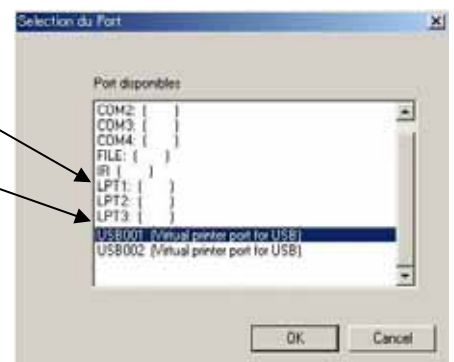 Selection du Port
Port disponibles
COM2: (      )
COM3: (      )
COM4: (      )
FILE: (      )
IR (      )
LPT1: (      )
LPT2: (      )
LPT3: (      )
USB001 (Virtual printer port for USB)
USB002 (Virtual printer port for USB)
OK
Cancel